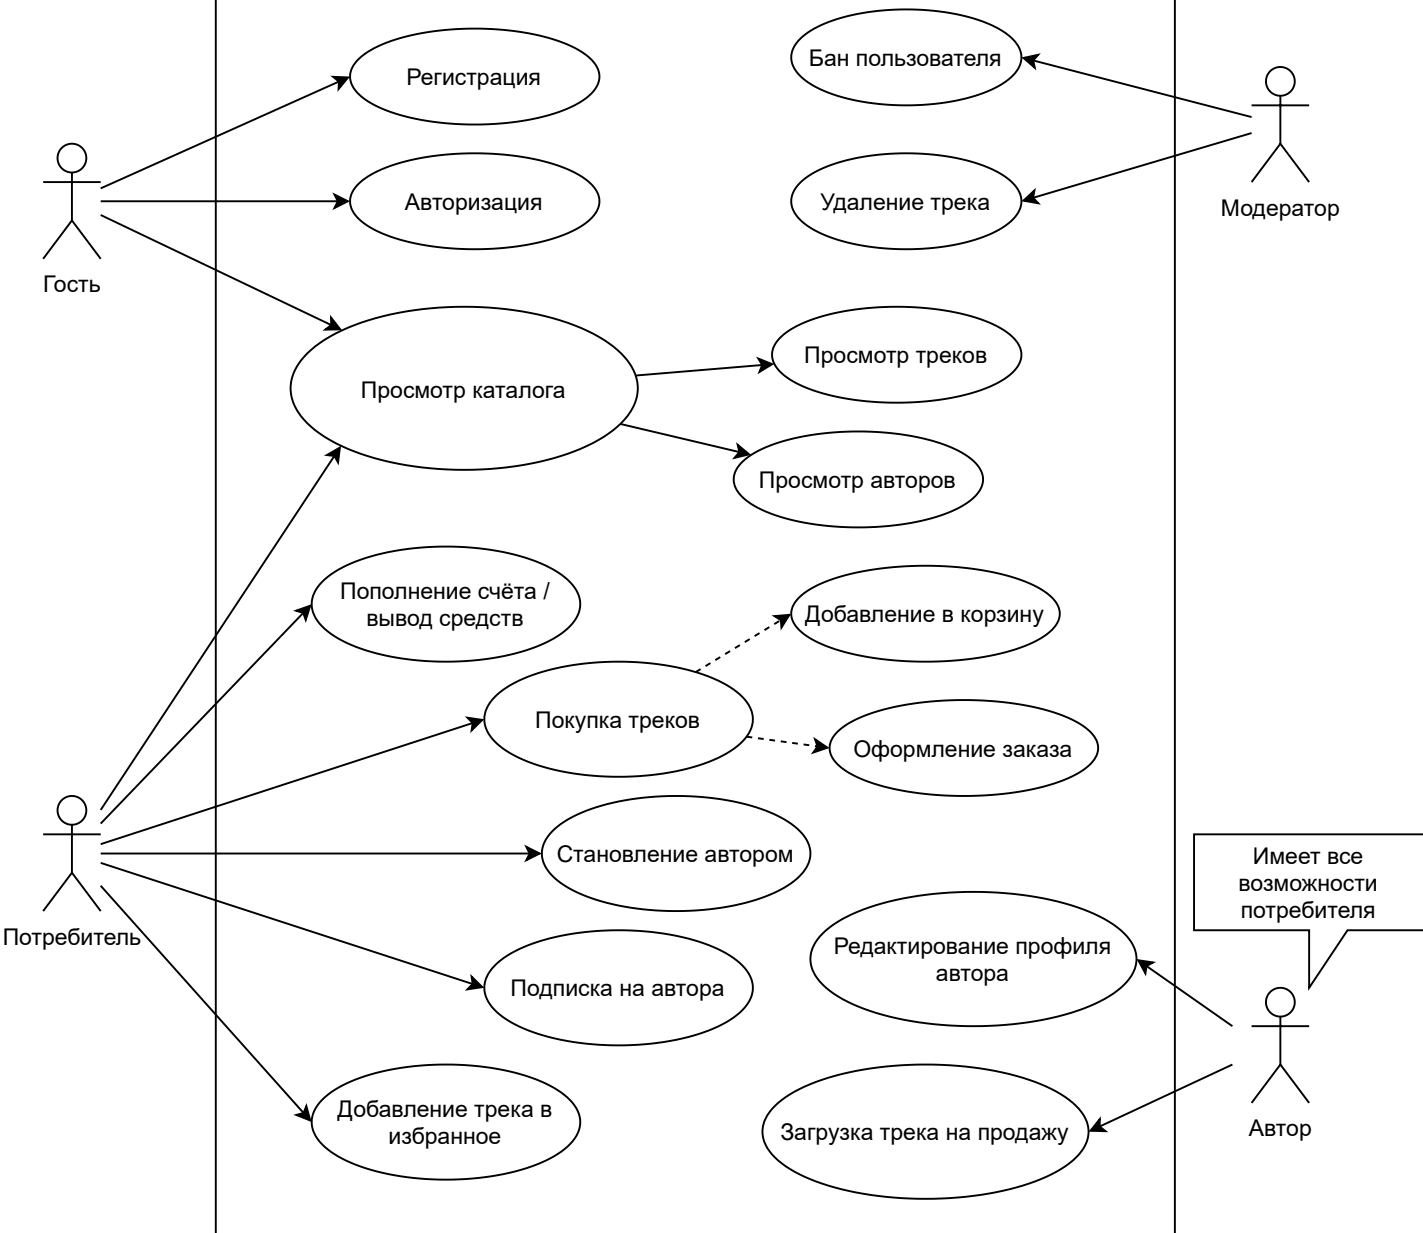 Регистрация
Бан пользователя
Авторизация
Удаление трека
Модератор
Гость
Просмотр каталога
Просмотр треков
Просмотр авторов
Пополнение счёта /
вывод средств
Добавление в корзину
Покупка треков
Оформление заказа
Становление автором
Имеет все
возможности
потребителя
Потребитель
Редактирование профиля
автора
Подписка на автора
Добавление трека в
избранное
Загрузка трека на продажу
Автор